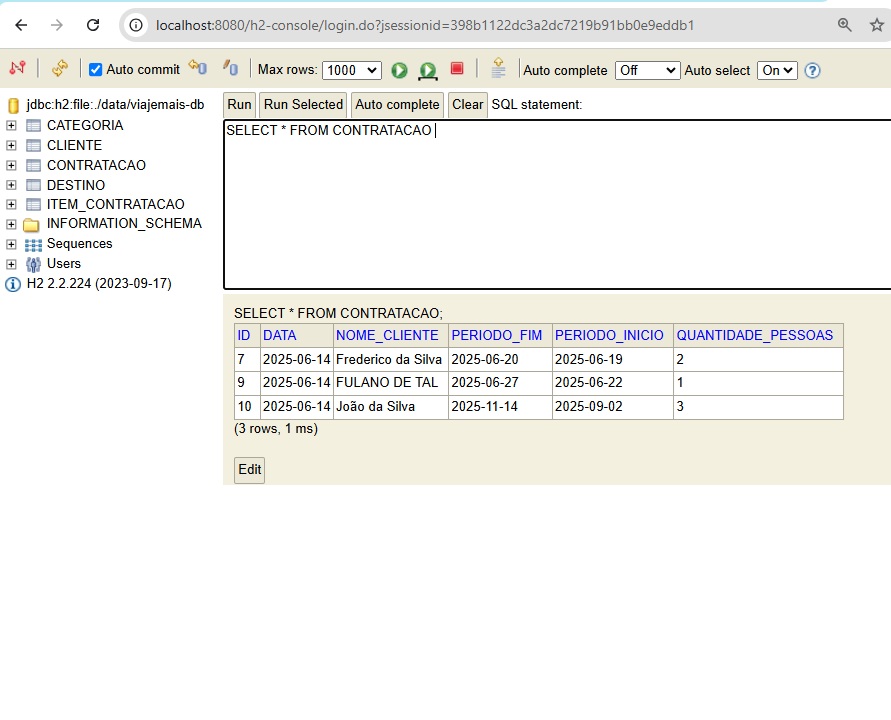 localhost:8080/h2-console/login.do?jsessionid=398b1122dc3a2dc7219b91bb0e9eddb1
Auto commit Max rows: 1000 Auto complete Off Auto select On ?
jdbc:h2:file:./data/viajemais-db
CATEGORIA
CLIENTE
CONTRATACAO
DESTINO
ITEM_CONTRATACAO
INFORMATION_SCHEMA
Sequences
Users
H2 2.2.224 (2023-09-17)
Run Run Selected Auto complete Clear SQL statement:
SELECT * FROM CONTRATACAO
SELECT * FROM CONTRATACAO;
ID DATA NOME_CLIENTE PERIODO_FIM PERIODO_INICIO QUANTIDADE_PESSOAS
7 2025-06-14 Frederico da Silva 2025-06-20 2025-06-19 2
9 2025-06-14 FULANO DE TAL 2025-06-27 2025-06-22 1
10 2025-06-14 João da Silva 2025-11-14 2025-09-02 3
(3 rows, 1 ms)
Edit